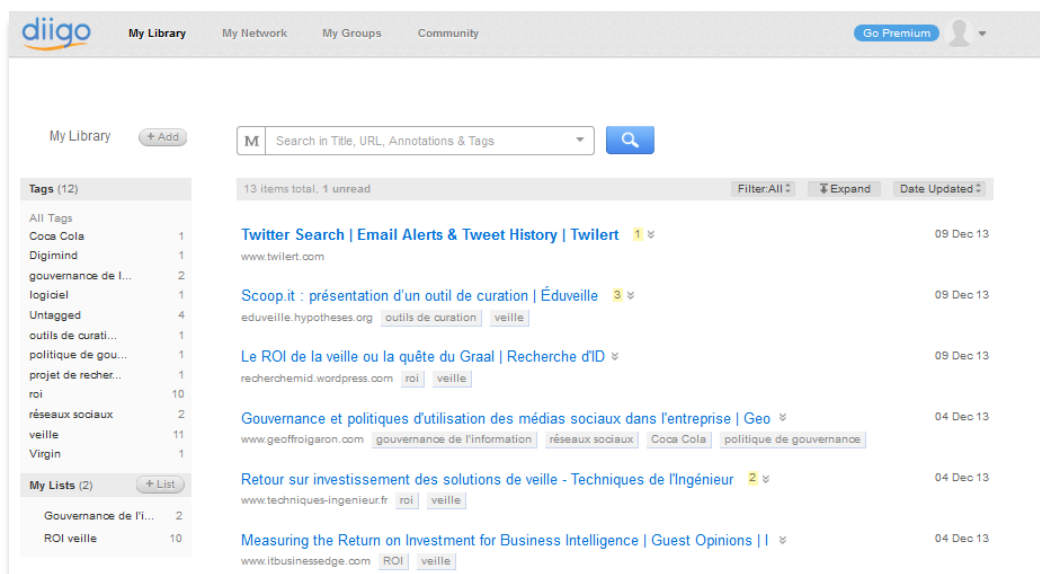 diigo My Library My Network My Groups Community Go Premium
My Library + Add M Search in Title, URL, Annotations & Tags
Tags (12)
All Tags
Coca Cola 1
Digimind 1
gouvernance de l... 2
logiciel 1
Untagged 4
outils de curati... 1
politique de gou... 1
projet de recher... 1
roi 10
réseaux sociaux 2
veille 11
Virgin 1
My Lists (2) + List
Gouvernance de l'i... 2
ROI veille 10
13 items total, 1 unread Filter:All Expand Date Updated
Twitter Search | Email Alerts & Tweet History | Twilert 1 09 Dec 13
www.twilert.com
Scoop.it : présentation d'un outil de curation | Éduveille 3 09 Dec 13
eduveille.hypotheses.org outils de curation veille
Le ROI de la veille ou la quête du Graal | Recherche d'ID 09 Dec 13
recherchemid.wordpress.com roi veille
Gouvernance et politiques d'utilisation des médias sociaux dans l'entreprise | Geo 04 Dec 13
www.geoffroigaron.com gouvernance de l'information réseaux sociaux Coca Cola politique de gouvernance
Retour sur investissement des solutions de veille - Techniques de l'Ingénieur 2 04 Dec 13
www.techniques-ingenieur.fr roi veille
Measuring the Return on Investment for Business Intelligence | Guest Opinions | I 04 Dec 13
www.itbusinessedge.com ROI veille